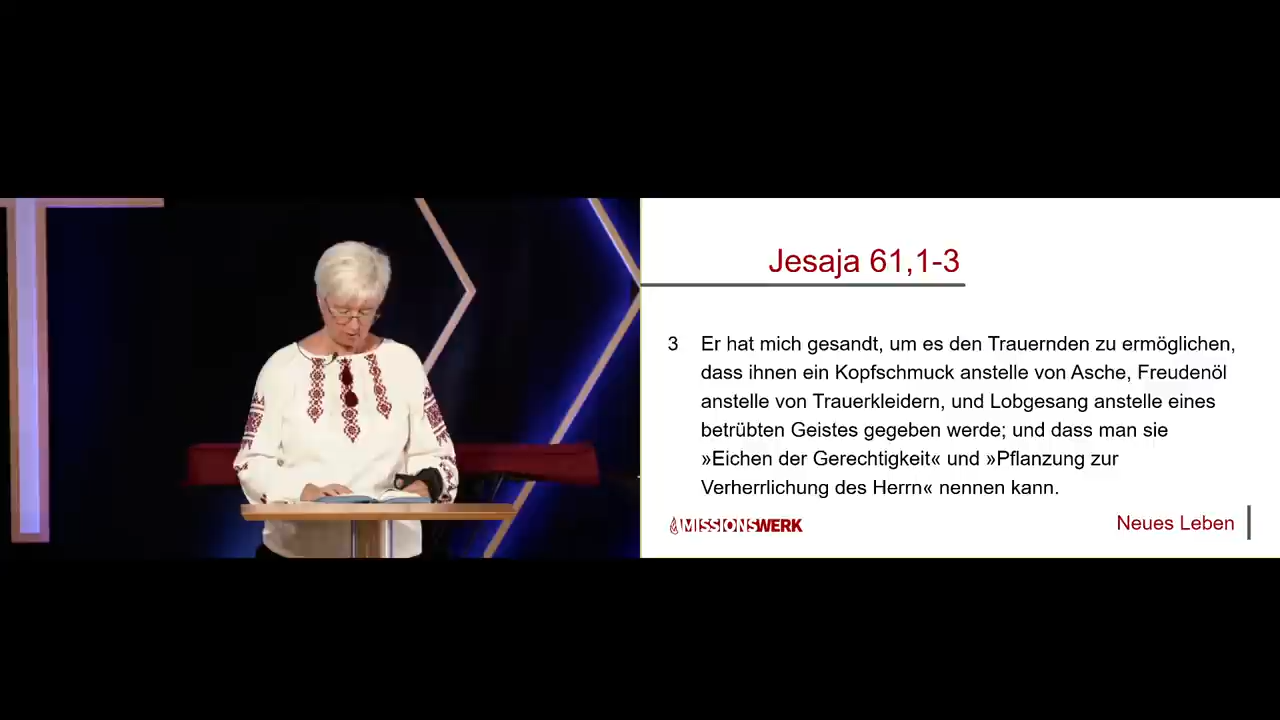 Jesaja 61,1-3
3 Er hat mich gesandt, um es den Trauernden zu ermöglichen,
dass ihnen ein Kopfschmuck anstelle von Asche, Freudenöl
anstelle von Trauerkleidern, und Lobgesang anstelle eines
betrübten Geistes gegeben werde; und dass man sie
»Eichen der Gerechtigkeit« und »Pflanzung zur
Verherrlichung des Herrn« nennen kann.
MISSIONSWERK
Neues Leben